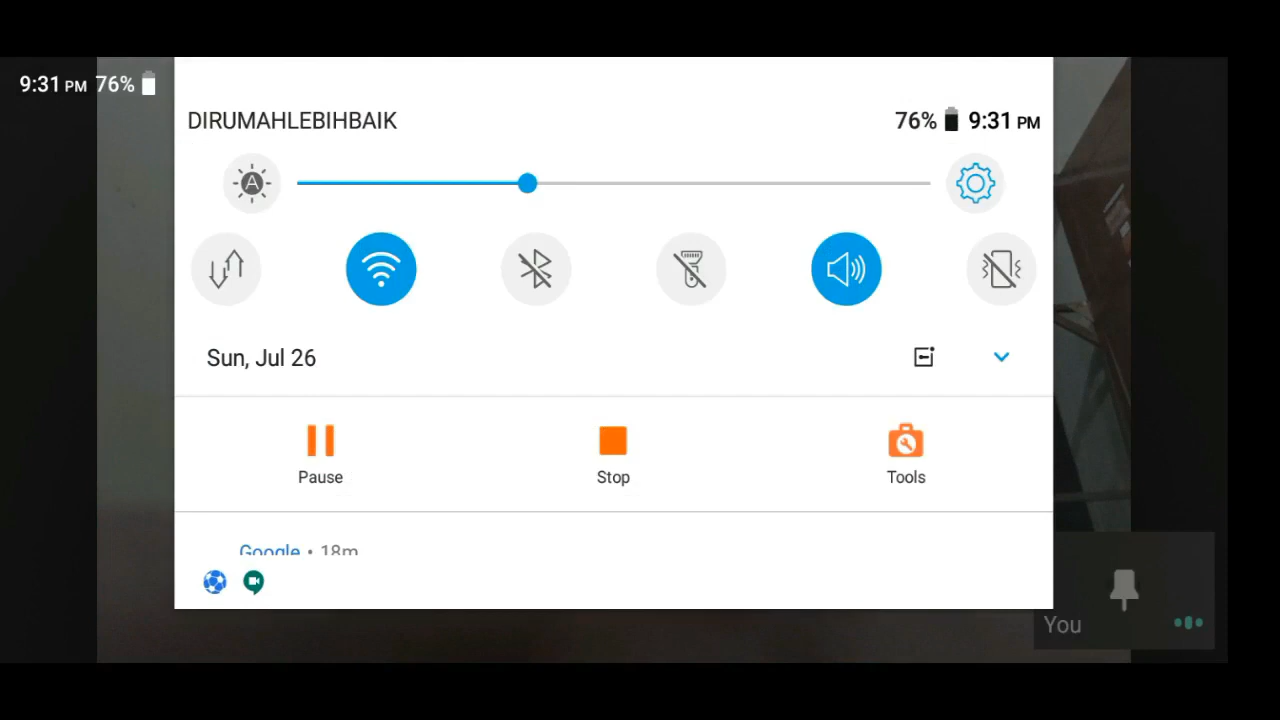 9:31 PM 76%
DIRUMAHLEBIHBAIK
76% 9:31 PM
A
Sun, Jul 26
Pause
Stop
Tools
Google • 18m
You